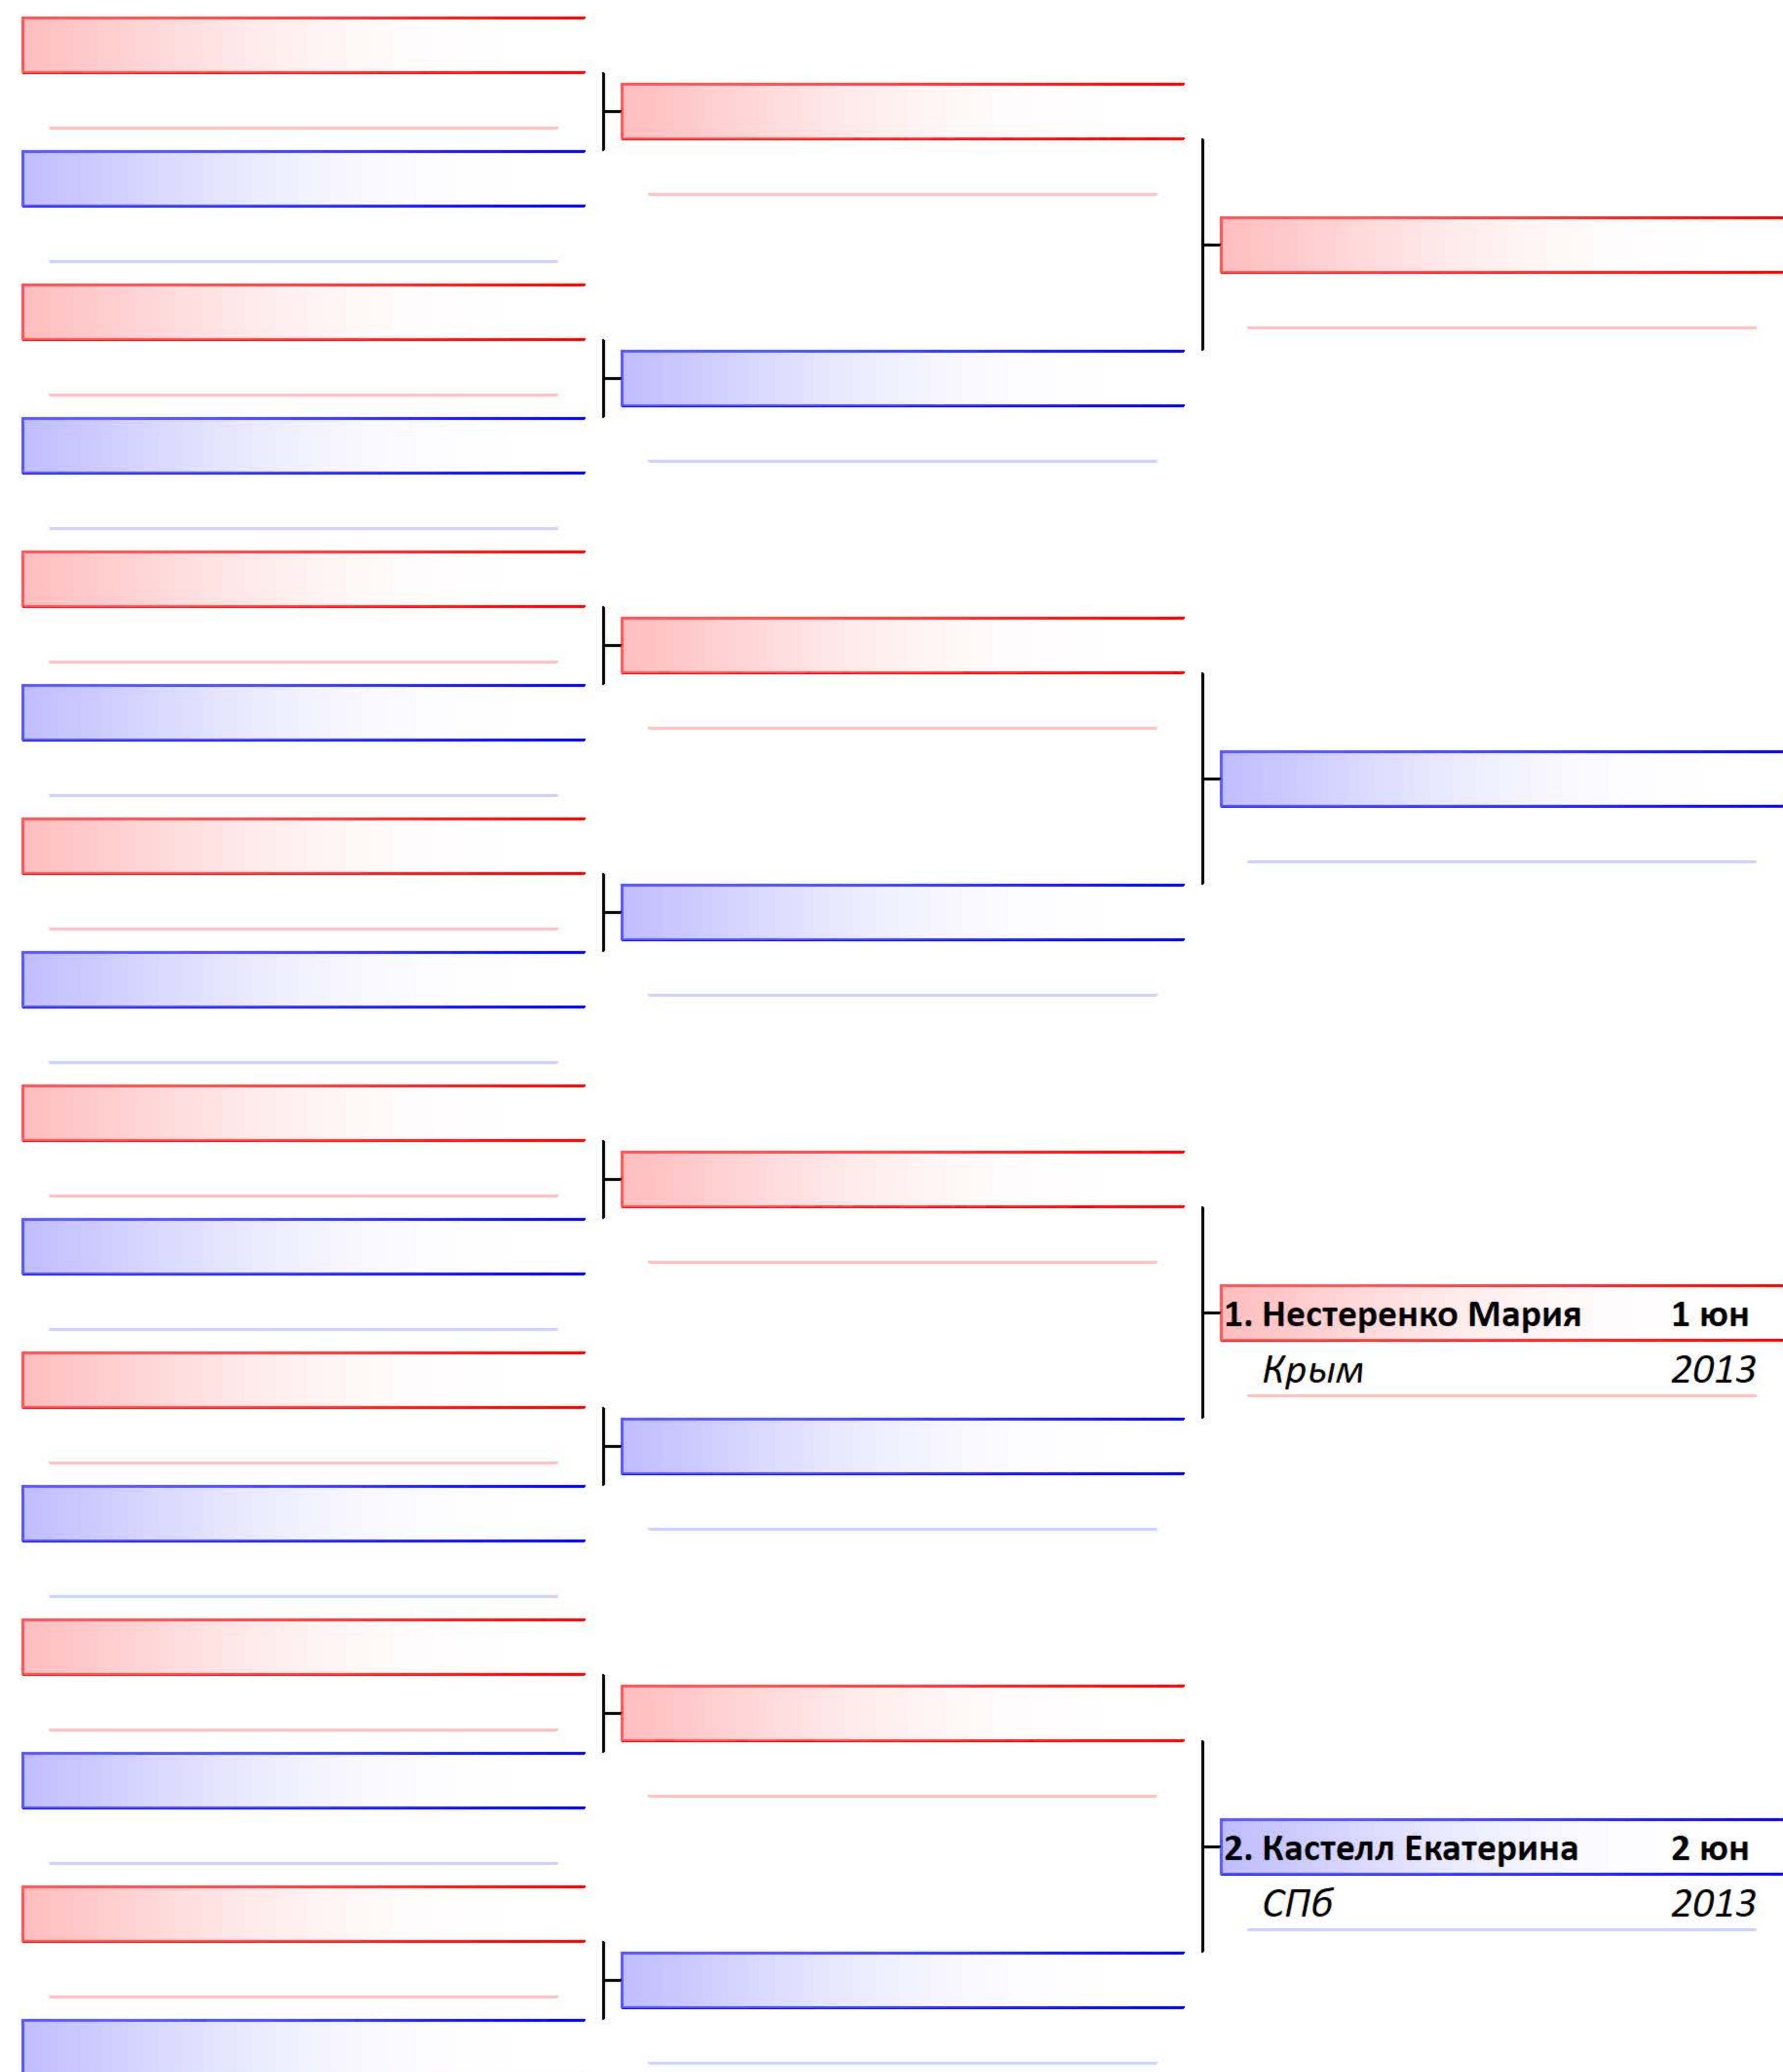 1. Нестеренко Мария 1 юн
Крым 2013
2. Кастелл Екатерина 2 юн
СПб 2013